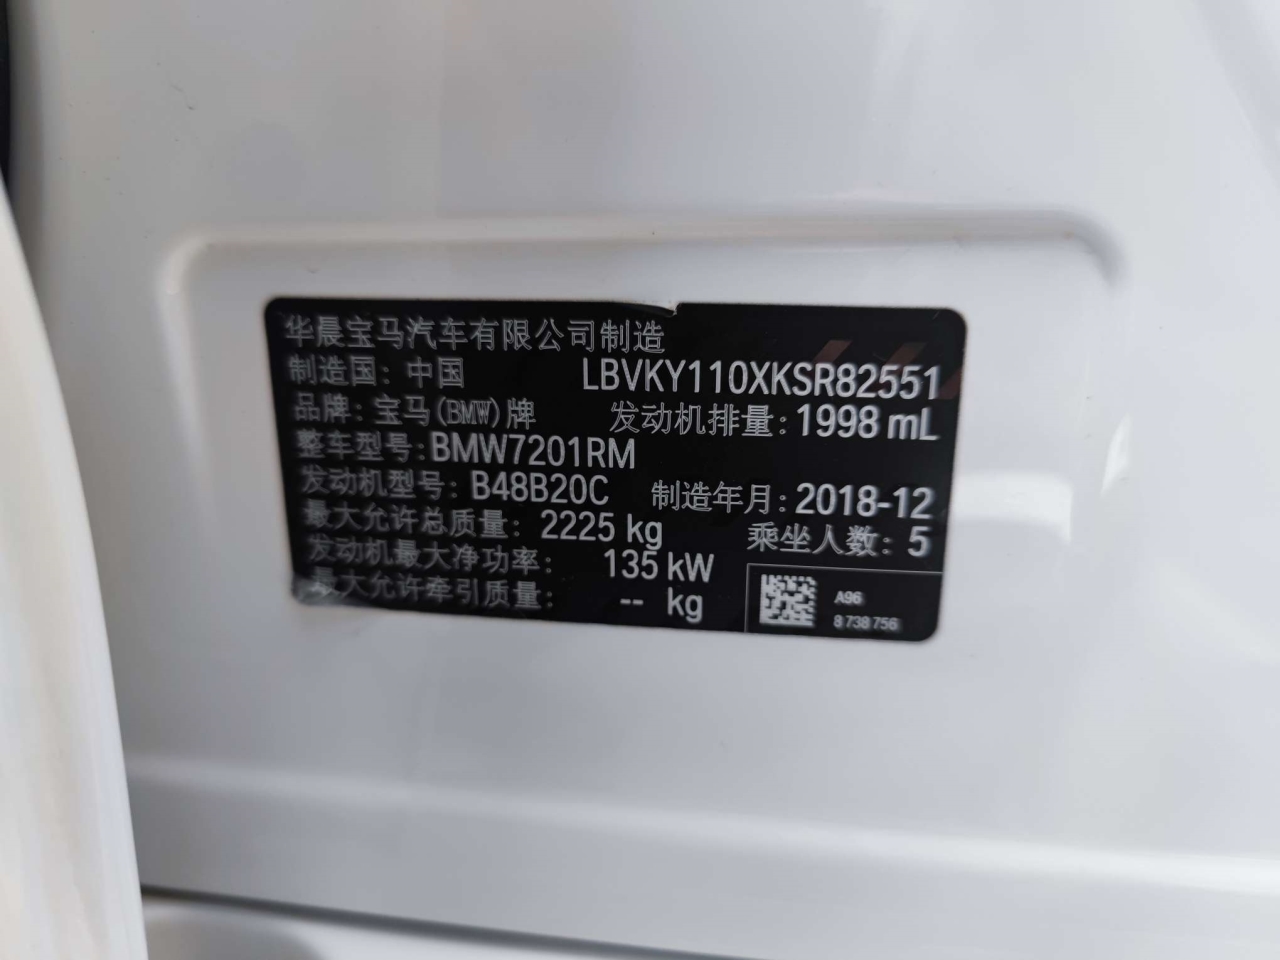 华晨宝马汽车有限公司制造
制造国: 中国 LBVKY110XKSR82551
品牌: 宝马(BMW)牌 发动机排量: 1998 mL
整车型号: BMW7201RM
发动机型号: B48B20C 制造年月: 2018-12
最大允许总质量: 2225 kg 乘坐人数: 5
发动机最大净功率: 135 kW
最大允许牵引质量: -- kg
A96
8 738 756